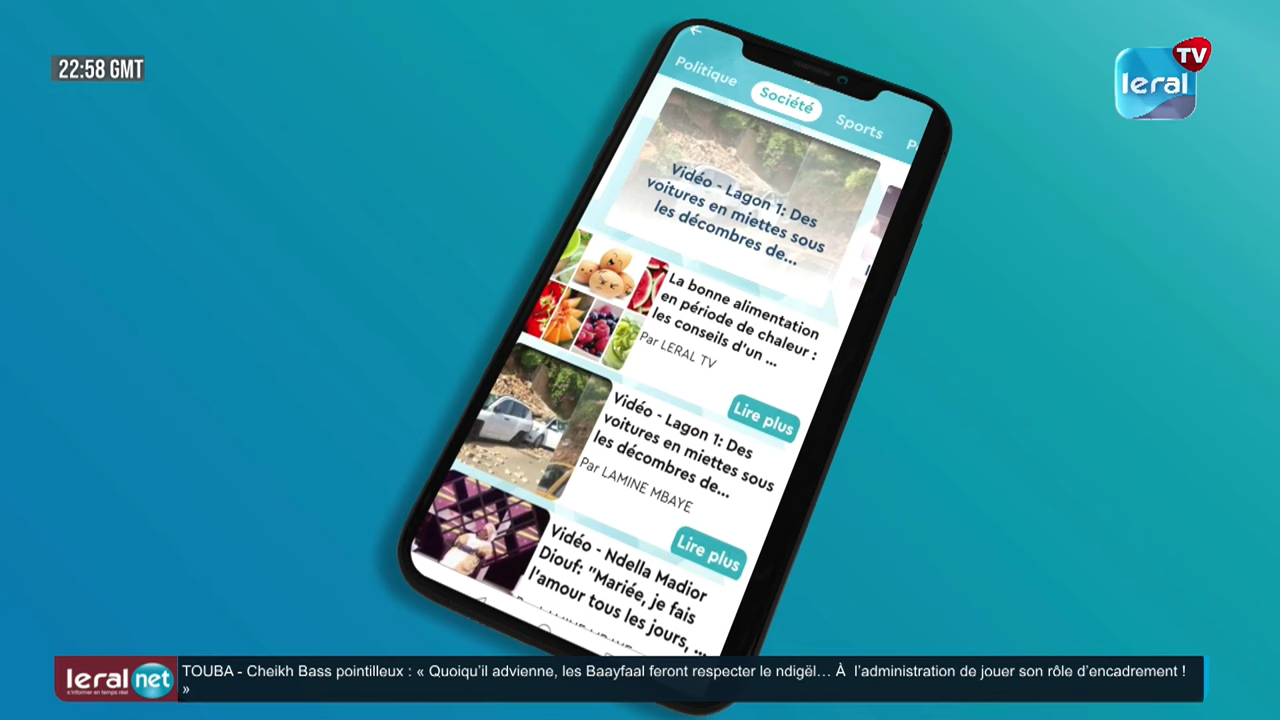 22:58 GMT
TV
leral
Politique
Société
Sports
Vidéo - Lagon 1: Des
voitures en miettes sous
les décombres de...
La bonne alimentation
en période de chaleur :
les conseils d'un ...
Par LERAL TV
Lire plus
Vidéo - Lagon 1: Des
voitures en miettes sous
les décombres de...
Par LAMINE MBAYE
Lire plus
Vidéo - Ndella Madior
Diouf: "Mariée, je fais
l'amour tous les jours, ...
leral net
s'informer en temps réel
TOUBA - Cheikh Bass pointilleux : « Quoiqu'il advienne, les Baayfaal feront respecter le ndigël… À l'administration de jouer son rôle d'encadrement !
»